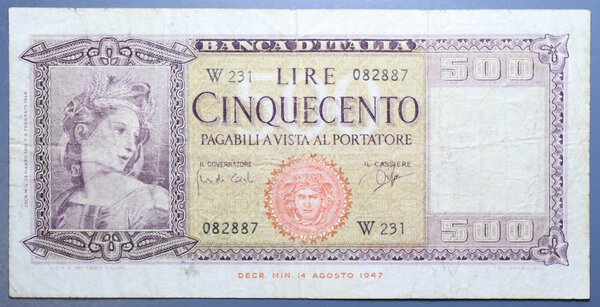 BANCA D'ITALIA
W 231 LIRE 082887
500
CINQUECENTO
PAGABILI A VISTA AL PORTATORE
IL GOVERNATORE IL CASSIERE
082887 W 231
500
DECR. MIN. 14 AGOSTO 1947